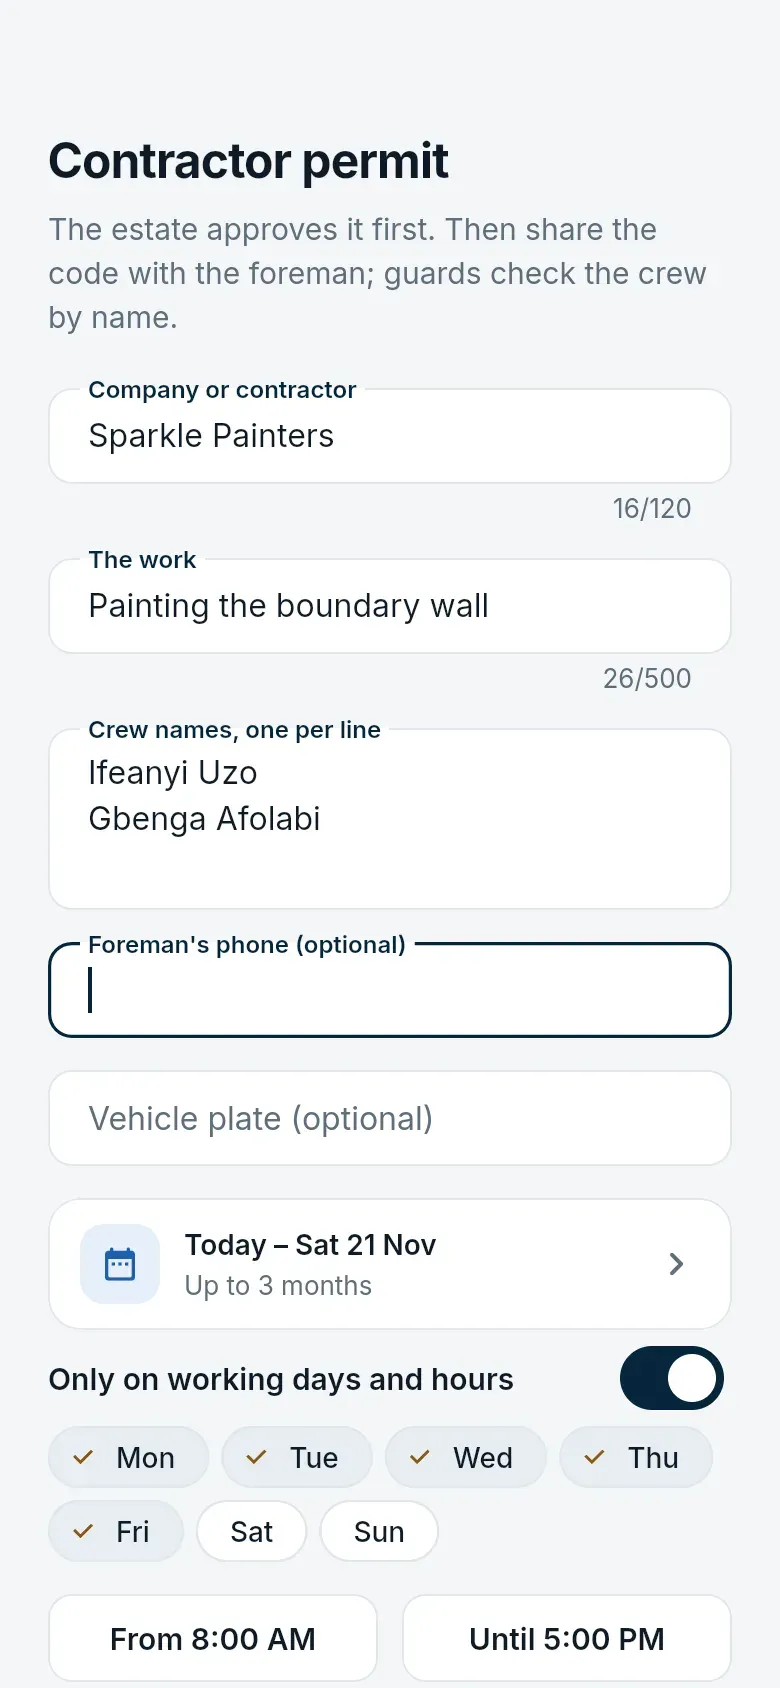 Contractor permit
The estate approves it first. Then share the
code with the foreman; guards check the crew
by name.
Company or contractor
Sparkle Painters
16/120
The work
Painting the boundary wall
26/500
Crew names, one per line
Ifeanyi Uzo
Gbenga Afolabi
Foreman's phone (optional)
Vehicle plate (optional)
Today – Sat 21 Nov
Up to 3 months
Only on working days and hours
Mon Tue Wed Thu
Fri Sat Sun
From 8:00 AM Until 5:00 PM